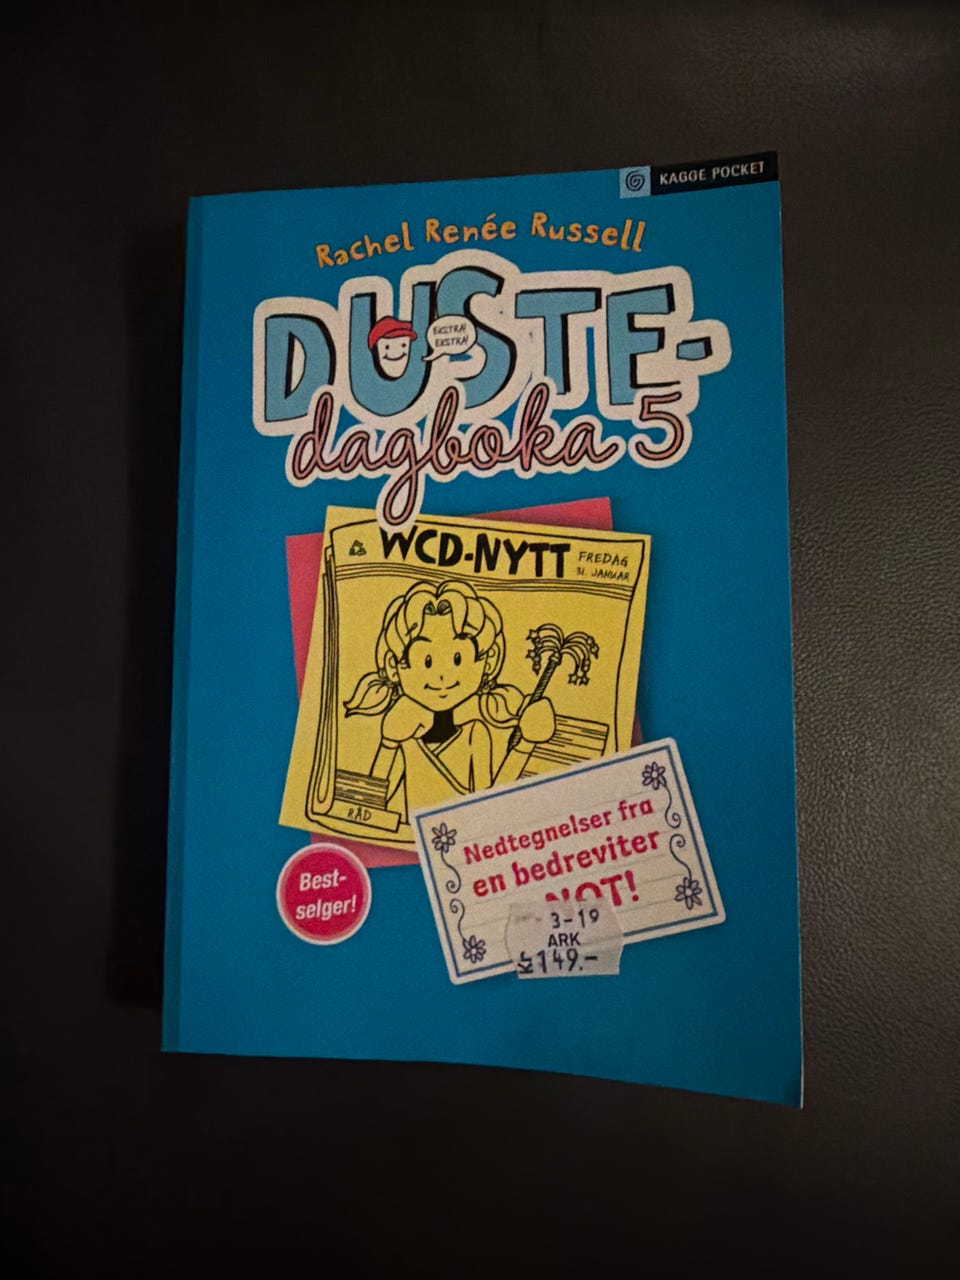 KAGGE POCKET
Rachel Renée Russell
DUSTE-
EKSTRA!
EKSTRA!
dagboka 5
WCD-NYTT
FREDAG
31. JANUAR
RÅD
Nedtegnelser fra
en bedreviter
NOT!
Best-
selger!
3-19
ARK
Kr 149.-